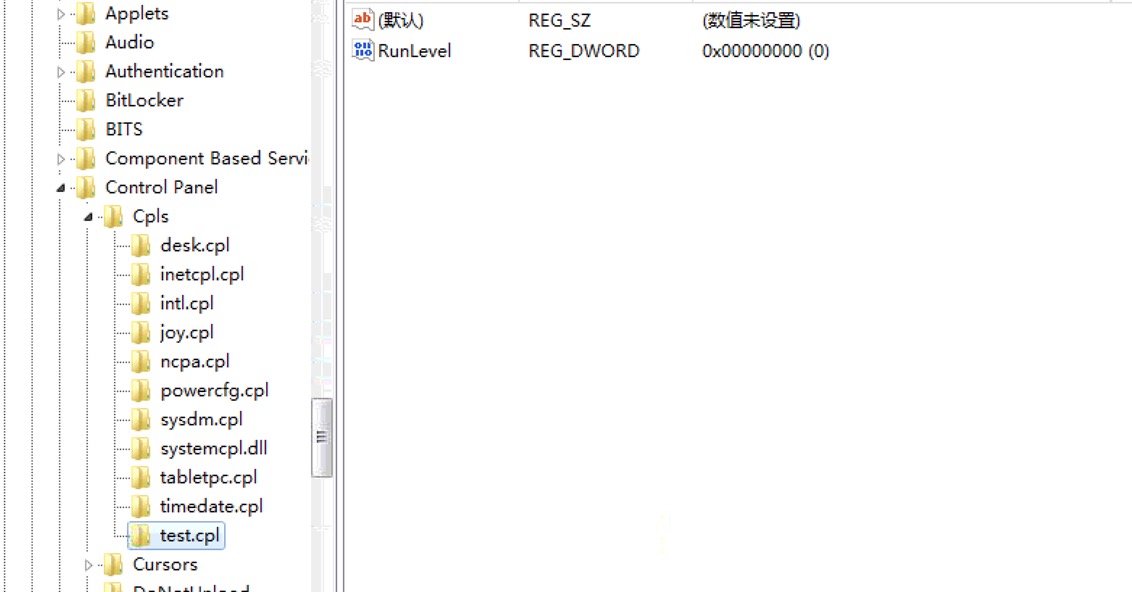 Applets
Audio
Authentication
BitLocker
BITS
Component Based Servi
Control Panel
Cpls
desk.cpl
inetcpl.cpl
intl.cpl
joy.cpl
ncpa.cpl
powercfg.cpl
sysdm.cpl
systemcpl.dll
tabletpc.cpl
timedate.cpl
test.cpl
Cursors
(默认) REG_SZ (数值未设置)
RunLevel REG_DWORD 0x00000000 (0)